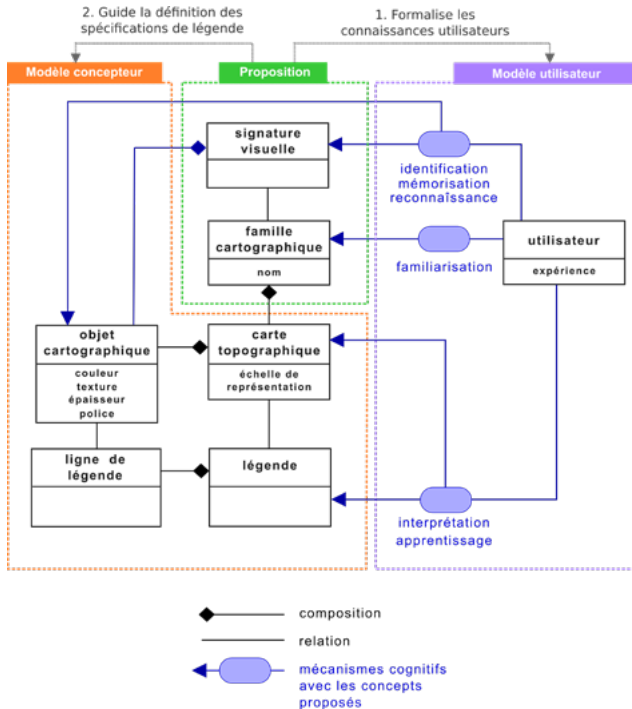 2. Guide la définition des
spécifications de légende
1. Formalise les
connaissances utilisateurs
Modèle concepteur
Proposition
Modèle utilisateur
signature
visuelle
identification
mémorisation
reconnaîssance
famille
cartographique
nom
familiarisation
utilisateur
expérience
objet
cartographique
couleur
texture
épaisseur
police
carte
topographique
échelle de
représentation
ligne de
légende
légende
interprétation
apprentissage
composition
relation
mécanismes cognitifs
avec les concepts
proposés